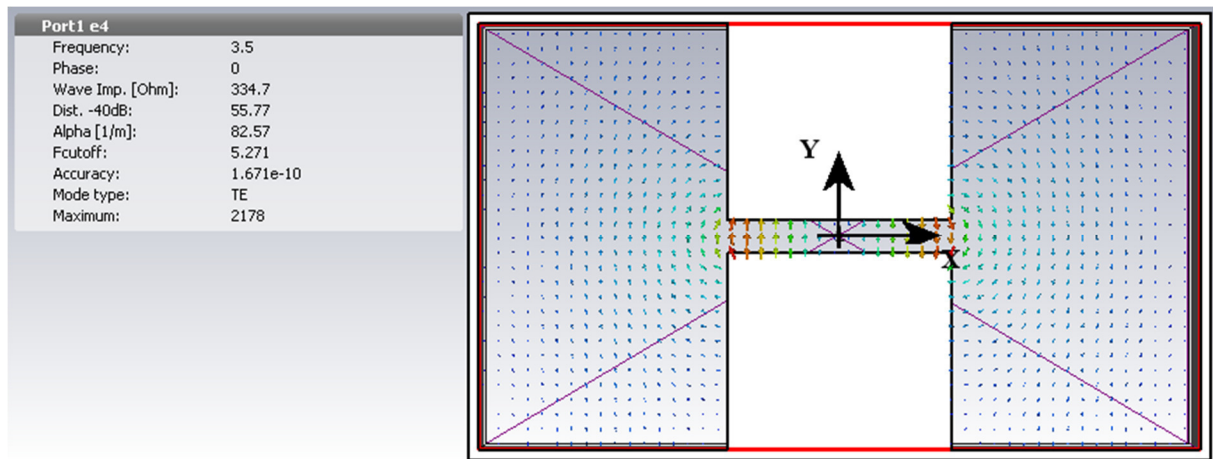 Port1 e4
Frequency: 3.5
Phase: 0
Wave Imp. [Ohm]: 334.7
Dist. -40dB: 55.77
Alpha [1/m]: 82.57
Fcutoff: 5.271
Accuracy: 1.671e-10
Mode type: TE
Maximum: 2178
Y
X